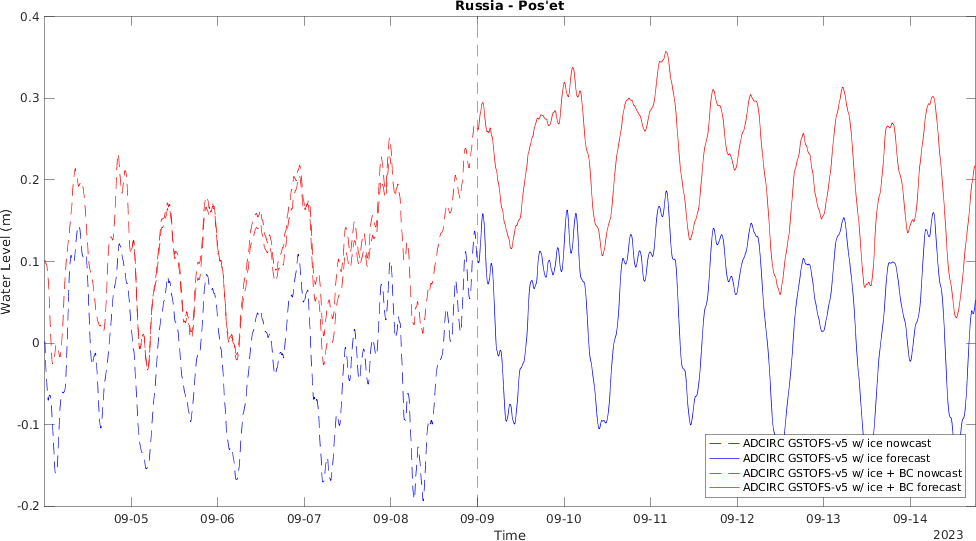 Russia - Pos'et
0.4
0.3
0.2
0.1
0
-0.1
-0.2
Water Level (m)
09-05 09-06 09-07 09-08 09-09 09-10 09-11 09-12 09-13 09-14
Time
2023
ADCIRC GSTOFS-v5 w/ ice nowcast
ADCIRC GSTOFS-v5 w/ ice forecast
ADCIRC GSTOFS-v5 w/ ice + BC nowcast
ADCIRC GSTOFS-v5 w/ ice + BC forecast